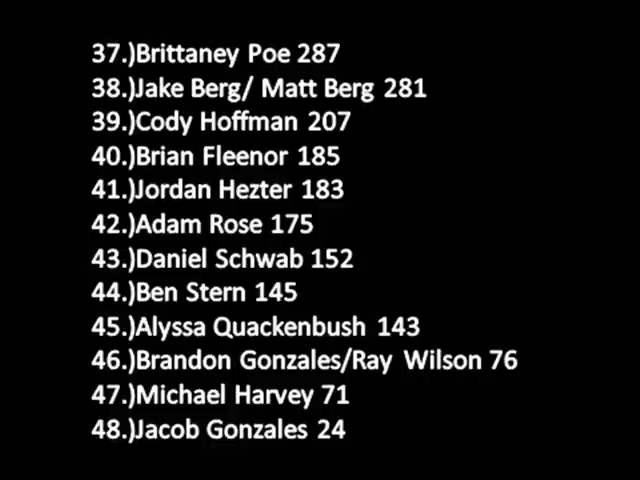 37.)Brittaney Poe 287
38.)Jake Berg/ Matt Berg 281
39.)Cody Hoffman 207
40.)Brian Fleenor 185
41.)Jordan Hezter 183
42.)Adam Rose 175
43.)Daniel Schwab 152
44.)Ben Stern 145
45.)Alyssa Quackenbush 143
46.)Brandon Gonzales/Ray Wilson 76
47.)Michael Harvey 71
48.)Jacob Gonzales 24